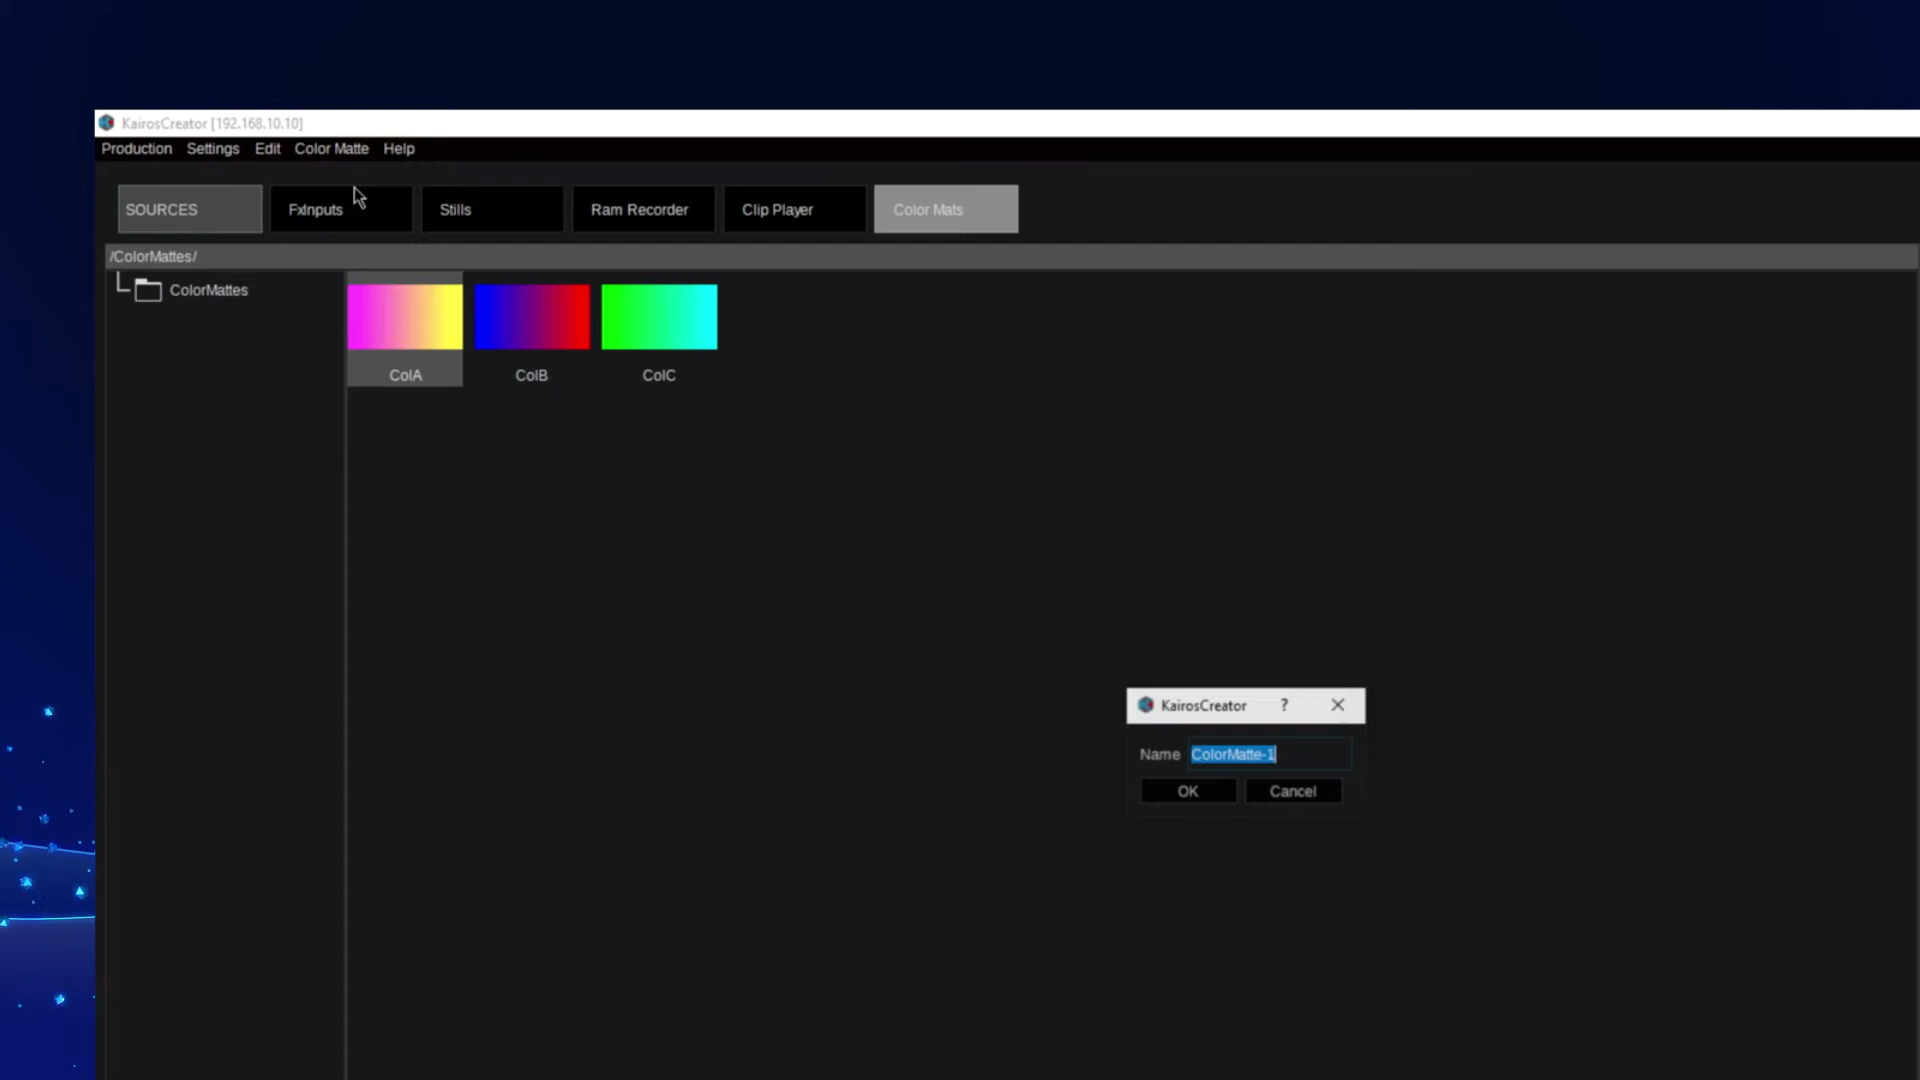 KairosCreator [192.168.10.10]
Production Settings Edit Color Matte Help
SOURCES FxInputs Stills Ram Recorder Clip Player Color Mats
/ColorMattes/
ColorMattes
ColA ColB ColC
KairosCreator ?
Name ColorMatte-1
OK Cancel